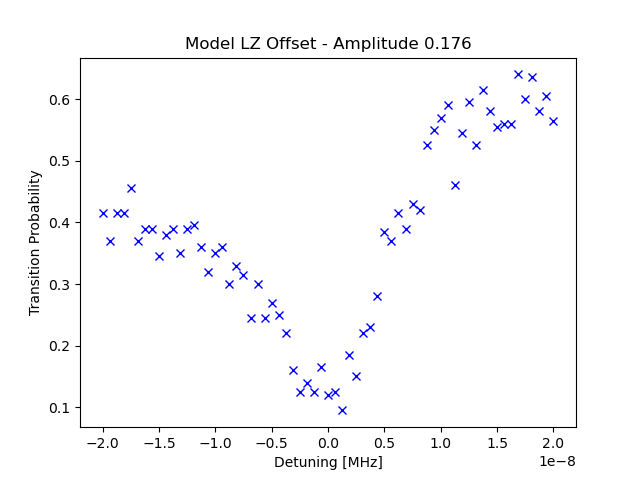 Model LZ Offset - Amplitude 0.176
Transition Probability
0.6
0.5
0.4
0.3
0.2
0.1
−2.0 −1.5 −1.0 −0.5 0.0 0.5 1.0 1.5 2.0
1e−8
Detuning [MHz]